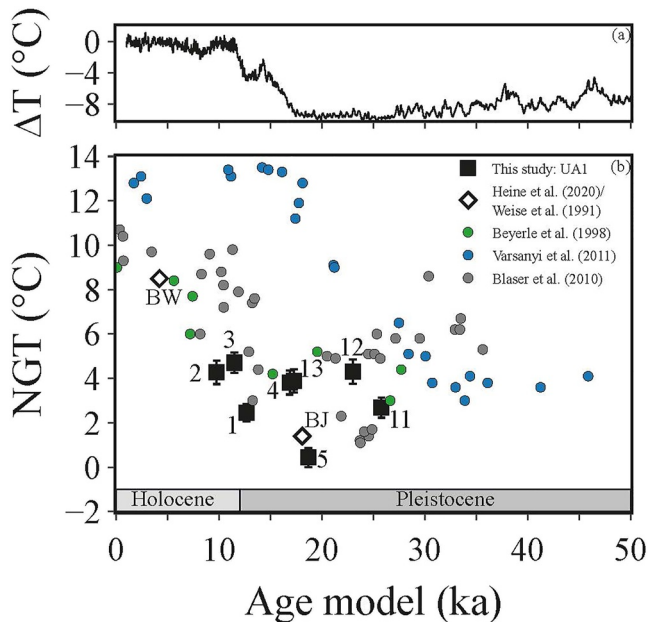 (a)
ΔT (°C)
0
−4
−8
(b)
NGT (°C)
14
12
10
8
6
4
2
0
−2
This study: UA1
Heine et al. (2020)/
Weise et al. (1991)
Beyerle et al. (1998)
Varsanyi et al. (2011)
Blaser et al. (2010)
BW
3
2
12
13
4
1
BJ
11
5
Holocene
Pleistocene
0 10 20 30 40 50
Age model (ka)